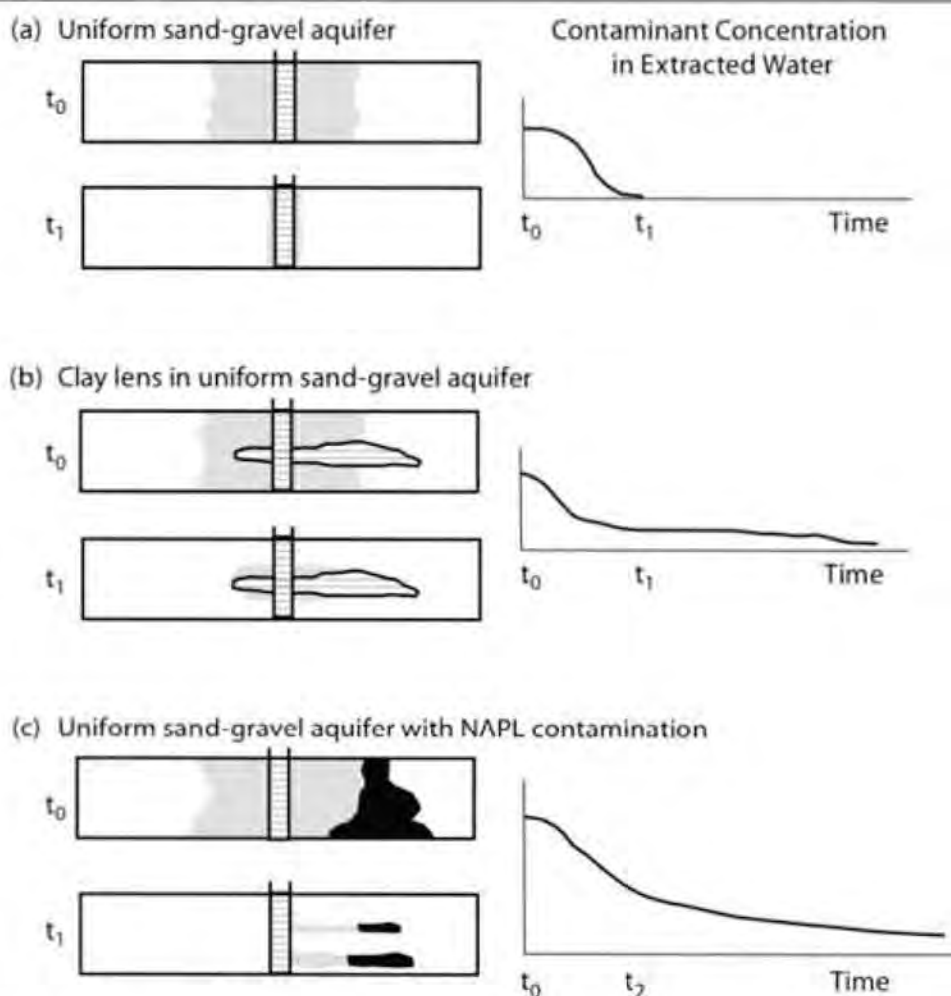 (a) Uniform sand-gravel aquifer
Contaminant Concentration
in Extracted Water
t0
t1
t0
t1
Time
(b) Clay lens in uniform sand-gravel aquifer
t0
t1
t0
t1
Time
(c) Uniform sand-gravel aquifer with NAPL contamination
t0
t1
t0
t2
Time